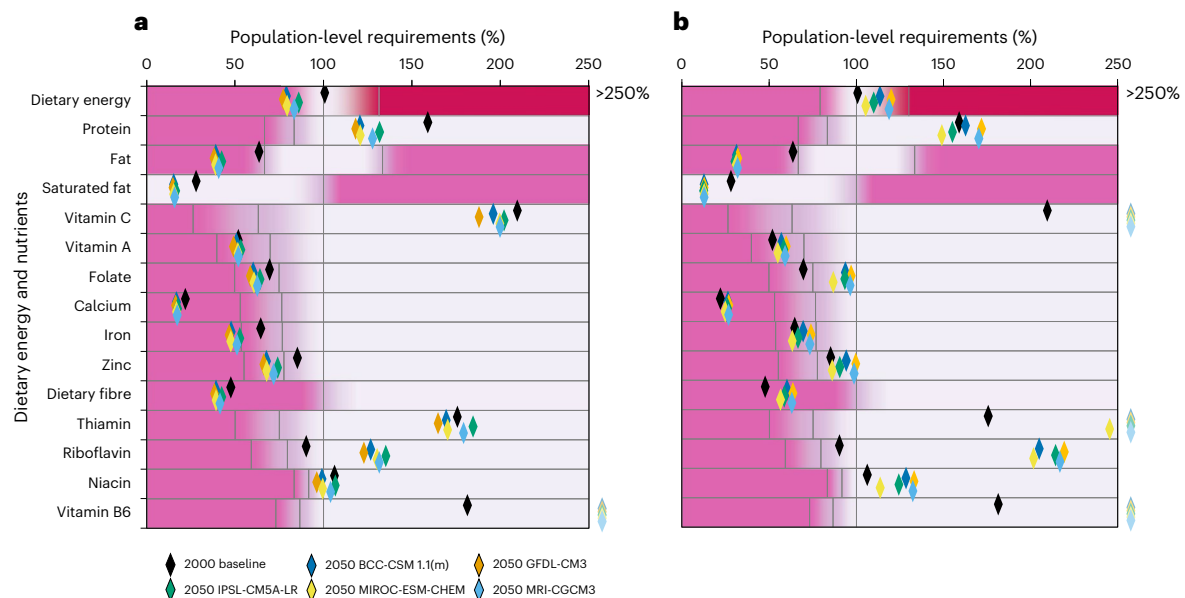 a
b
Population-level requirements (%)
Population-level requirements (%)
0 50 100 150 200 250
0 50 100 150 200 250
>250%
>250%
Dietary energy and nutrients
Dietary energy
Protein
Fat
Saturated fat
Vitamin C
Vitamin A
Folate
Calcium
Iron
Zinc
Dietary fibre
Thiamin
Riboflavin
Niacin
Vitamin B6
2000 baseline
2050 BCC-CSM 1.1(m)
2050 GFDL-CM3
2050 IPSL-CM5A-LR
2050 MIROC-ESM-CHEM
2050 MRI-CGCM3